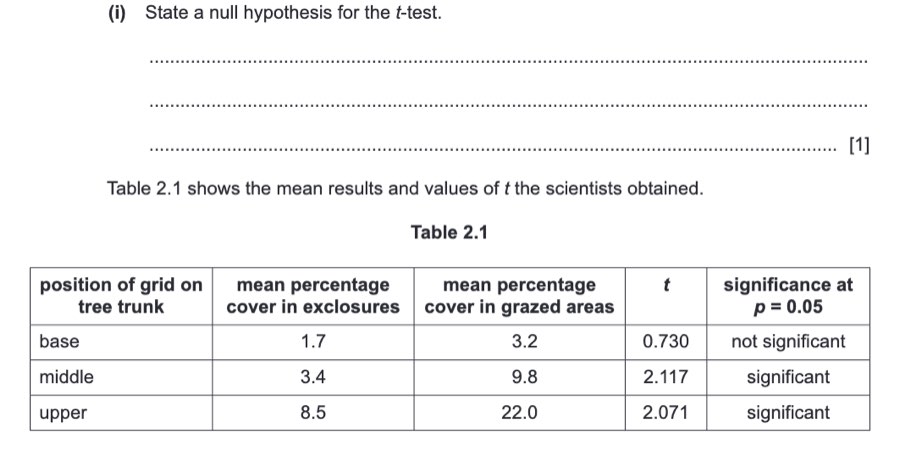 (i) State a null hypothesis for the t-test.
[1]
Table 2.1 shows the mean results and values of t the scientists obtained.
Table 2.1
position of grid on tree trunk | mean percentage cover in exclosures | mean percentage cover in grazed areas | t | significance at p = 0.05
base | 1.7 | 3.2 | 0.730 | not significant
middle | 3.4 | 9.8 | 2.117 | significant
upper | 8.5 | 22.0 | 2.071 | significant